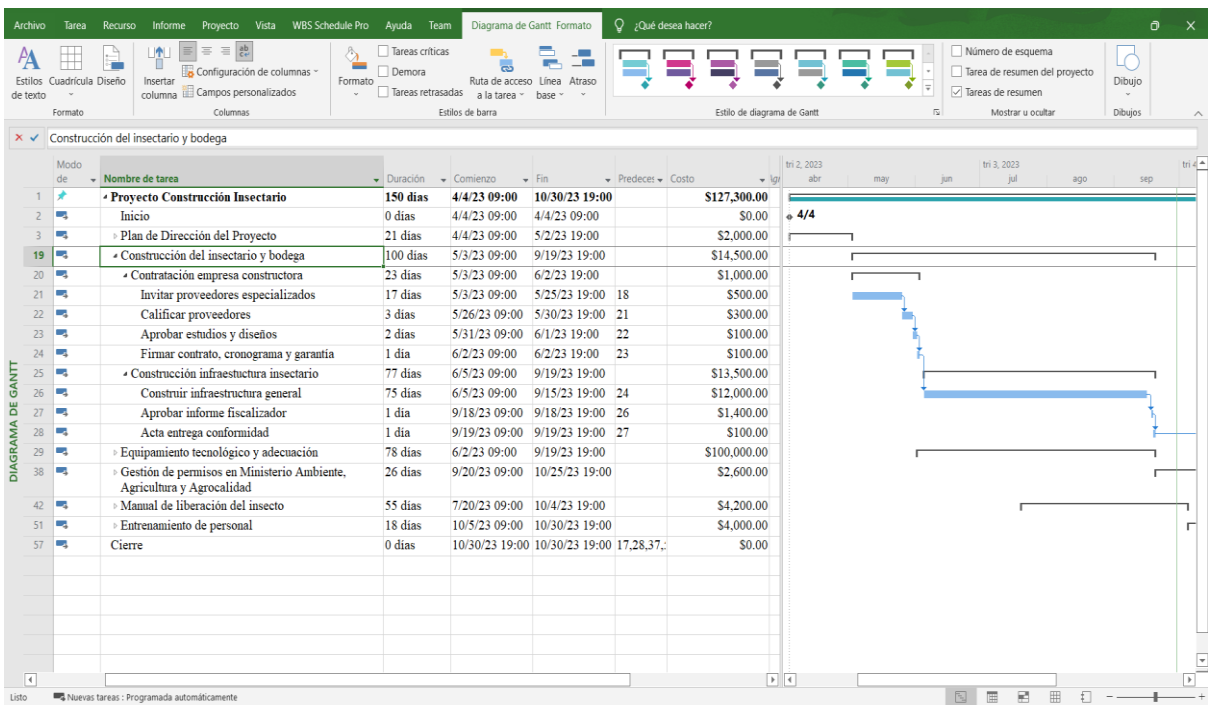 Archivo Tarea Recurso Informe Proyecto Vista WBS Schedule Pro Ayuda Team Diagrama de Gantt Formato ¿Qué desea hacer?
Estilos de texto
Cuadrícula
Diseño
Formato
Insertar columna
Configuración de columnas
Campos personalizados
Columnas
Formato
Tareas críticas
Demora
Tareas retrasadas
Ruta de acceso a la tarea
Línea base
Atraso
Estilos de barra
Estilo de diagrama de Gantt
Número de esquema
Tarea de resumen del proyecto
Tareas de resumen
Mostrar u ocultar
Dibujo
Dibujos
Construcción del insectario y bodega
Modo de Nombre de tarea Duración Comienzo Fin Predeces Costo
tri 2, 2023 tri 3, 2023 tri 4
abr may jun jul ago sep
1 Proyecto Construcción Insectario 150 días 4/4/23 09:00 10/30/23 19:00 $127,300.00
2 Inicio 0 días 4/4/23 09:00 4/4/23 09:00 $0.00 4/4
3 Plan de Dirección del Proyecto 21 días 4/4/23 09:00 5/2/23 19:00 $2,000.00
19 Construcción del insectario y bodega 100 días 5/3/23 09:00 9/19/23 19:00 $14,500.00
20 Contratación empresa constructora 23 días 5/3/23 09:00 6/2/23 19:00 $1,000.00
21 Invitar proveedores especializados 17 días 5/3/23 09:00 5/25/23 19:00 18 $500.00
22 Calificar proveedores 3 días 5/26/23 09:00 5/30/23 19:00 21 $300.00
23 Aprobar estudios y diseños 2 días 5/31/23 09:00 6/1/23 19:00 22 $100.00
24 Firmar contrato, cronograma y garantía 1 día 6/2/23 09:00 6/2/23 19:00 23 $100.00
25 Construcción infraestuctura insectario 77 días 6/5/23 09:00 9/19/23 19:00 $13,500.00
26 Construir infraestructura general 75 días 6/5/23 09:00 9/15/23 19:00 24 $12,000.00
27 Aprobar informe fiscalizador 1 día 9/18/23 09:00 9/18/23 19:00 26 $1,400.00
28 Acta entrega conformidad 1 día 9/19/23 09:00 9/19/23 19:00 27 $100.00
29 Equipamiento tecnológico y adecuación 78 días 6/2/23 09:00 9/19/23 19:00 $100,000.00
38 Gestión de permisos en Ministerio Ambiente, 26 días 9/20/23 09:00 10/25/23 19:00 $2,600.00
Agricultura y Agrocalidad
42 Manual de liberación del insecto 55 días 7/20/23 09:00 10/4/23 19:00 $4,200.00
51 Entrenamiento de personal 18 días 10/5/23 09:00 10/30/23 19:00 $4,000.00
57 Cierre 0 días 10/30/23 19:00 10/30/23 19:00 17,28,37, $0.00
DIAGRAMA DE GANTT
Listo Nuevas tareas : Programada automáticamente